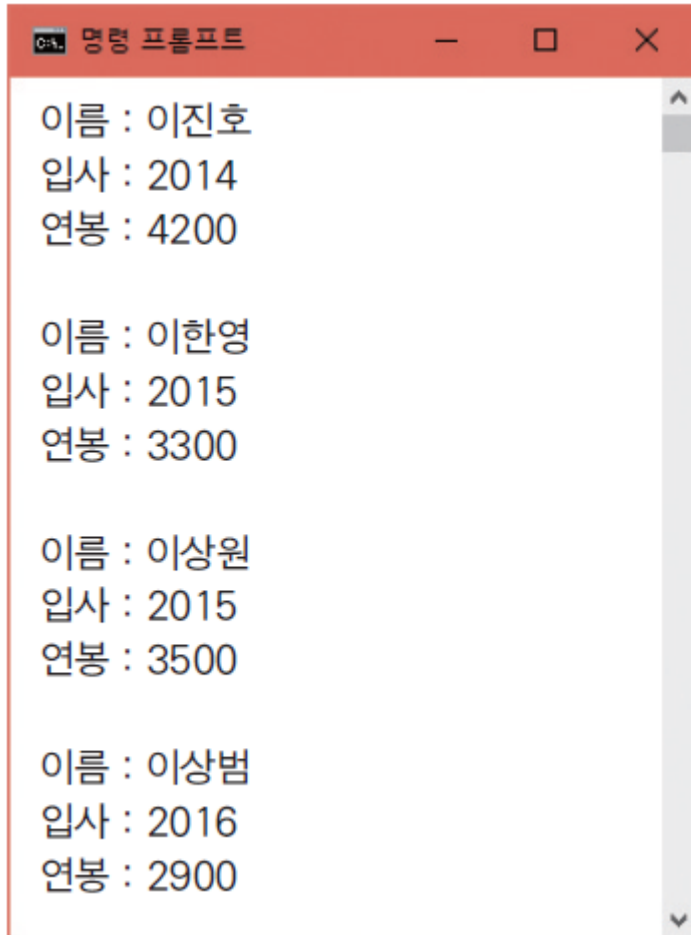 명령 프롬프트
이름 : 이진호
입사 : 2014
연봉 : 4200
이름 : 이한영
입사 : 2015
연봉 : 3300
이름 : 이상원
입사 : 2015
연봉 : 3500
이름 : 이상범
입사 : 2016
연봉 : 2900